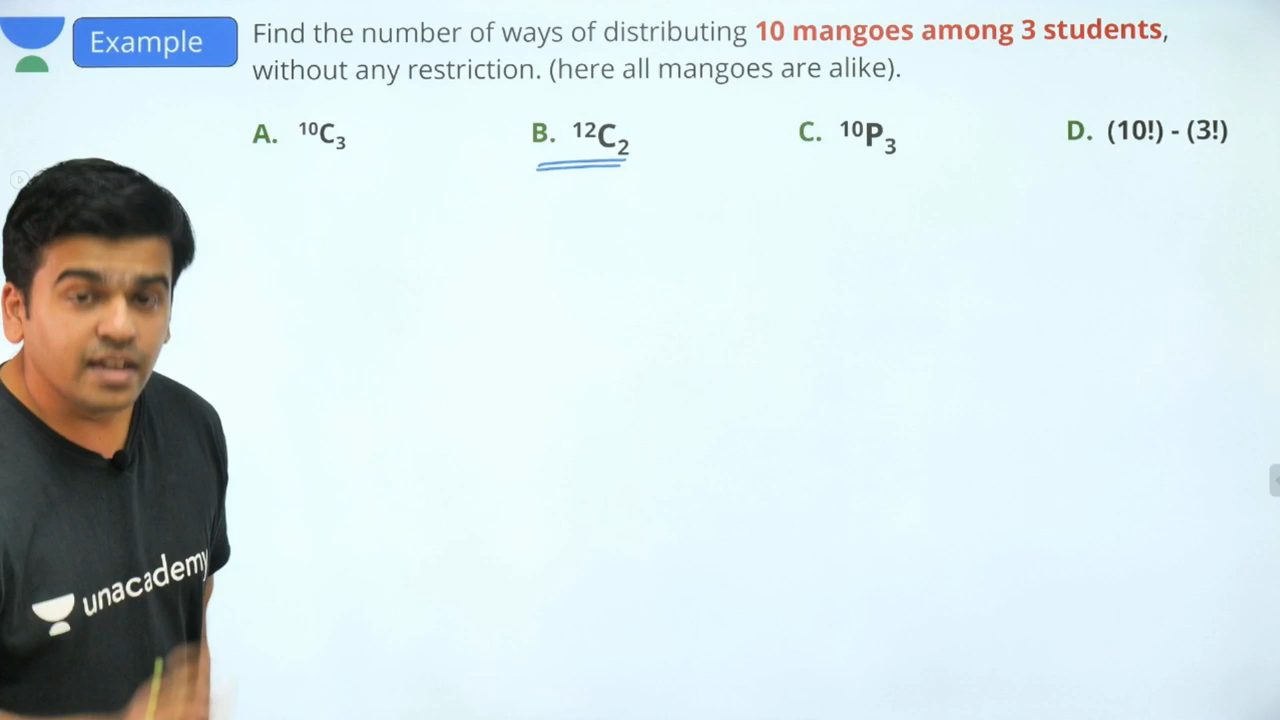 Example
Find the number of ways of distributing 10 mangoes among 3 students,
without any restriction. (here all mangoes are alike).
A. ¹⁰C₃ B. ¹²C₂ C. ¹⁰P₃ D. (10!) - (3!)
unacademy